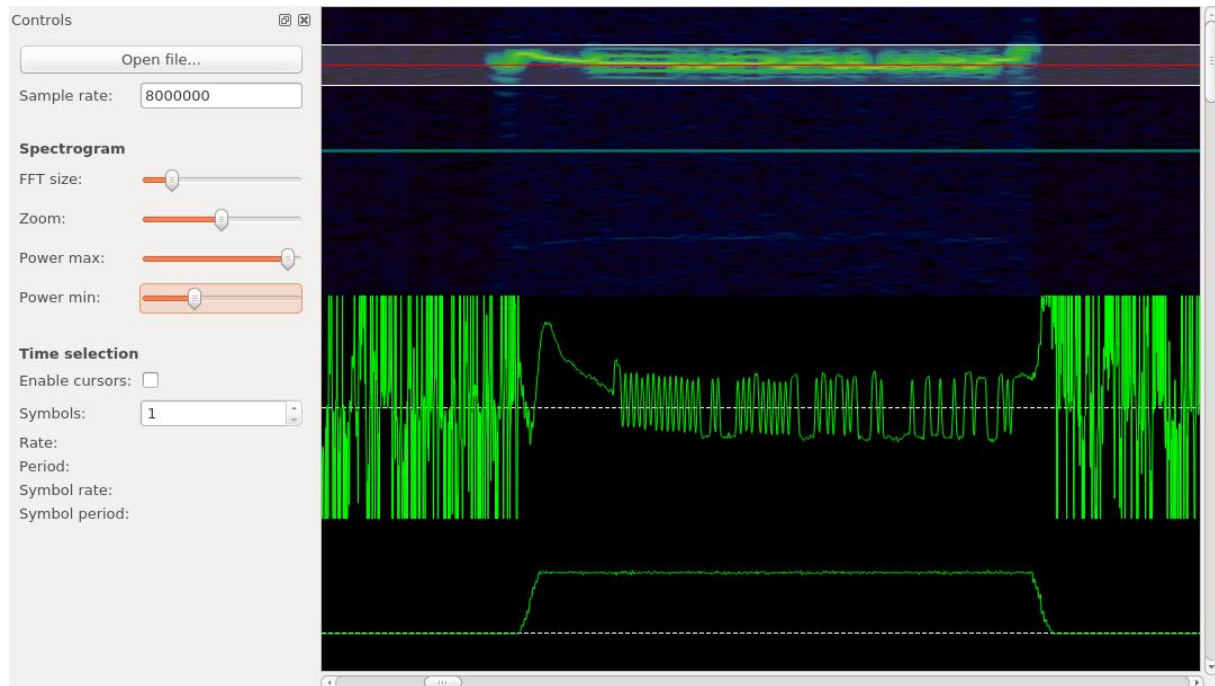 Controls
Open file...
Sample rate: 8000000
Spectrogram
FFT size:
Zoom:
Power max:
Power min:
Time selection
Enable cursors:
Symbols: 1
Rate:
Period:
Symbol rate:
Symbol period: